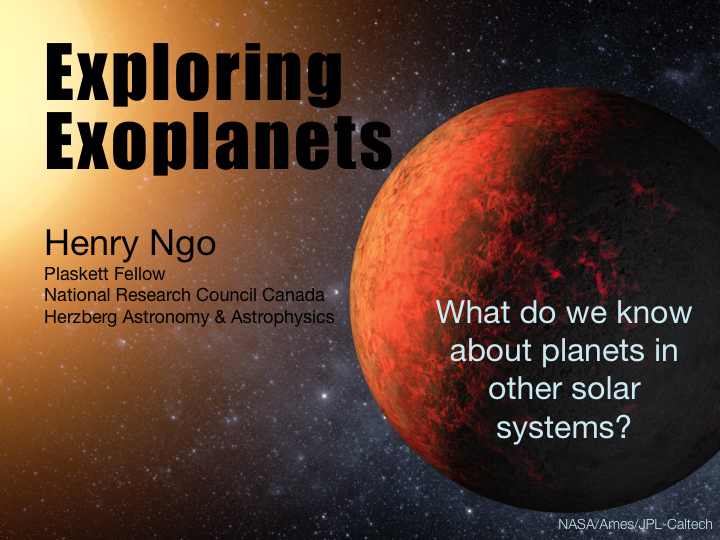 Exploring
Exoplanets
Henry Ngo
Plaskett Fellow
National Research Council Canada
Herzberg Astronomy & Astrophysics
What do we know
about planets in
other solar
systems?
NASA/Ames/JPL-Caltech